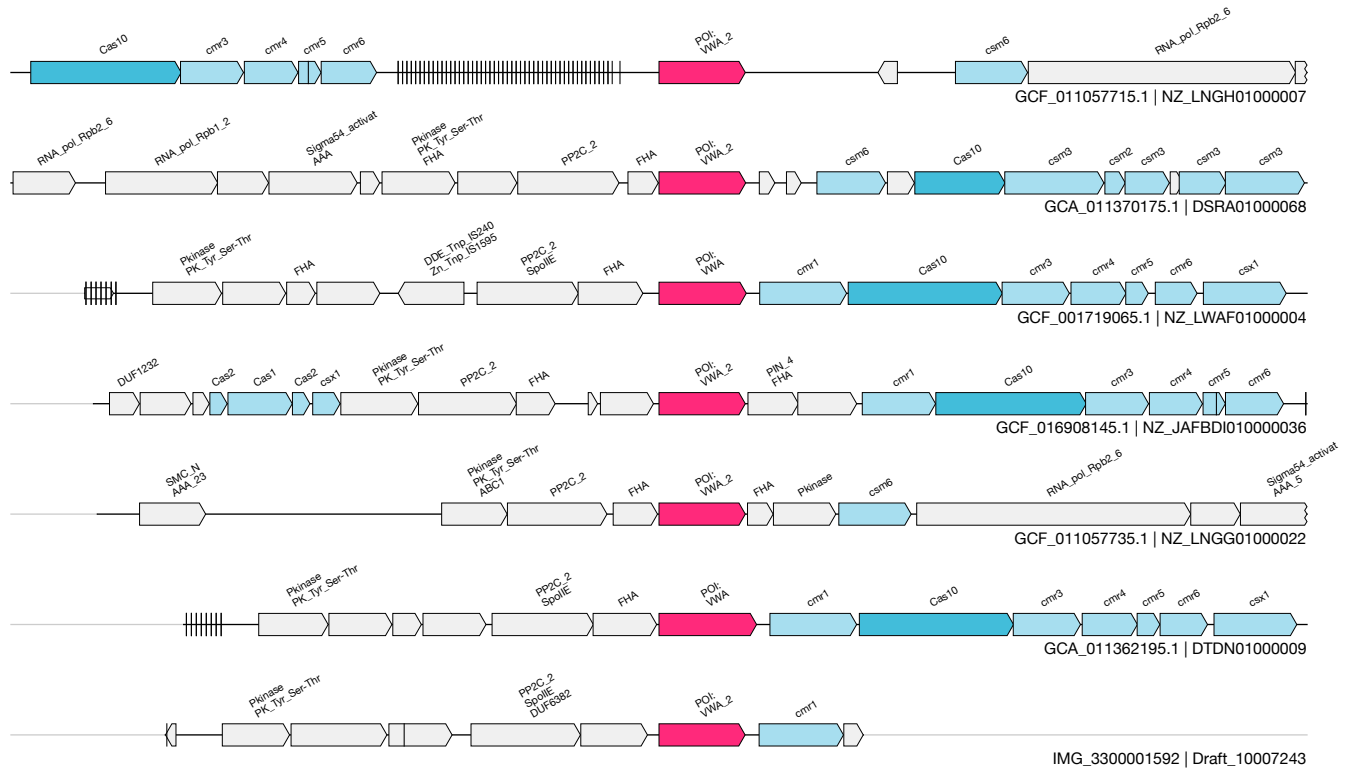 Cas10
cmr3
cmr4
cmr5
cmr6
POI:
VWA_2
csm6
RNA_pol_Rpb2_6
GCF_011057715.1 | NZ_LNGH01000007
RNA_pol_Rpb2_6
RNA_pol_Rpb1_2
Sigma54_activat
AAA
Pkinase
PK_Tyr_Ser-Thr
FHA
PP2C_2
FHA
POI:
VWA_2
csm6
Cas10
csm3
csm2
csm3
csm3
csm3
GCA_011370175.1 | DSRA01000068
Pkinase
PK_Tyr_Ser-Thr
FHA
DDE_Tnp_IS240
Zn_Tnp_IS1595
PP2C_2
SpoIIE
FHA
POI:
VWA
cmr1
Cas10
cmr3
cmr4
cmr5
cmr6
csx1
GCF_001719065.1 | NZ_LWAF01000004
DUF1232
Cas2
Cas1
Cas2
csx1
Pkinase
PK_Tyr_Ser-Thr
PP2C_2
FHA
POI:
VWA_2
PIN_4
FHA
cmr1
Cas10
cmr3
cmr4
cmr5
cmr6
GCF_016908145.1 | NZ_JAFBDI010000036
SMC_N
AAA_23
Pkinase
PK_Tyr_Ser-Thr
ABC1
PP2C_2
FHA
POI:
VWA_2
FHA
Pkinase
csm6
RNA_pol_Rpb2_6
Sigma54_activat
AAA_5
GCF_011057735.1 | NZ_LNGG01000022
Pkinase
PK_Tyr_Ser-Thr
PP2C_2
SpoIIE
FHA
POI:
VWA
cmr1
Cas10
cmr3
cmr4
cmr5
cmr6
csx1
GCA_011362195.1 | DTDN01000009
Pkinase
PK_Tyr_Ser-Thr
PP2C_2
SpoIIE
DUF6382
POI:
VWA_2
cmr1
IMG_3300001592 | Draft_10007243